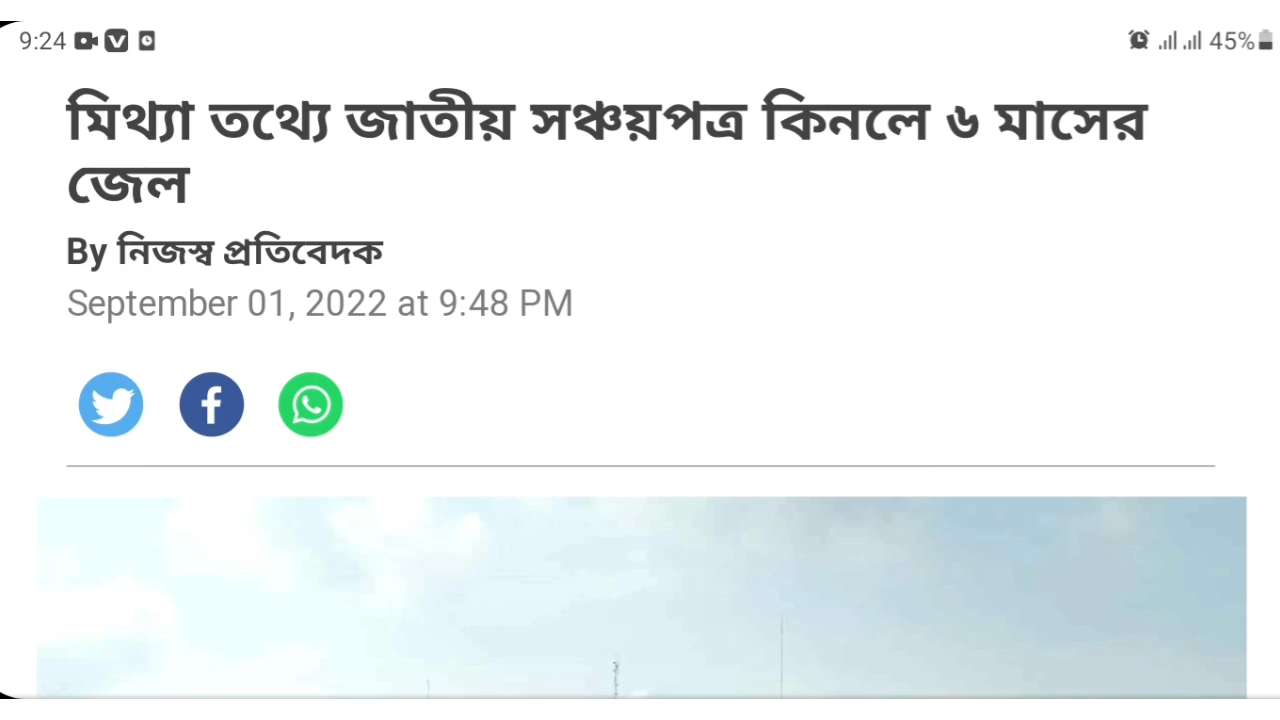 9:24
45%
মিথ্যা তথ্যে জাতীয় সঞ্চয়পত্র কিনলে ৬ মাসের
জেল
By নিজস্ব প্রতিবেদক
September 01, 2022 at 9:48 PM